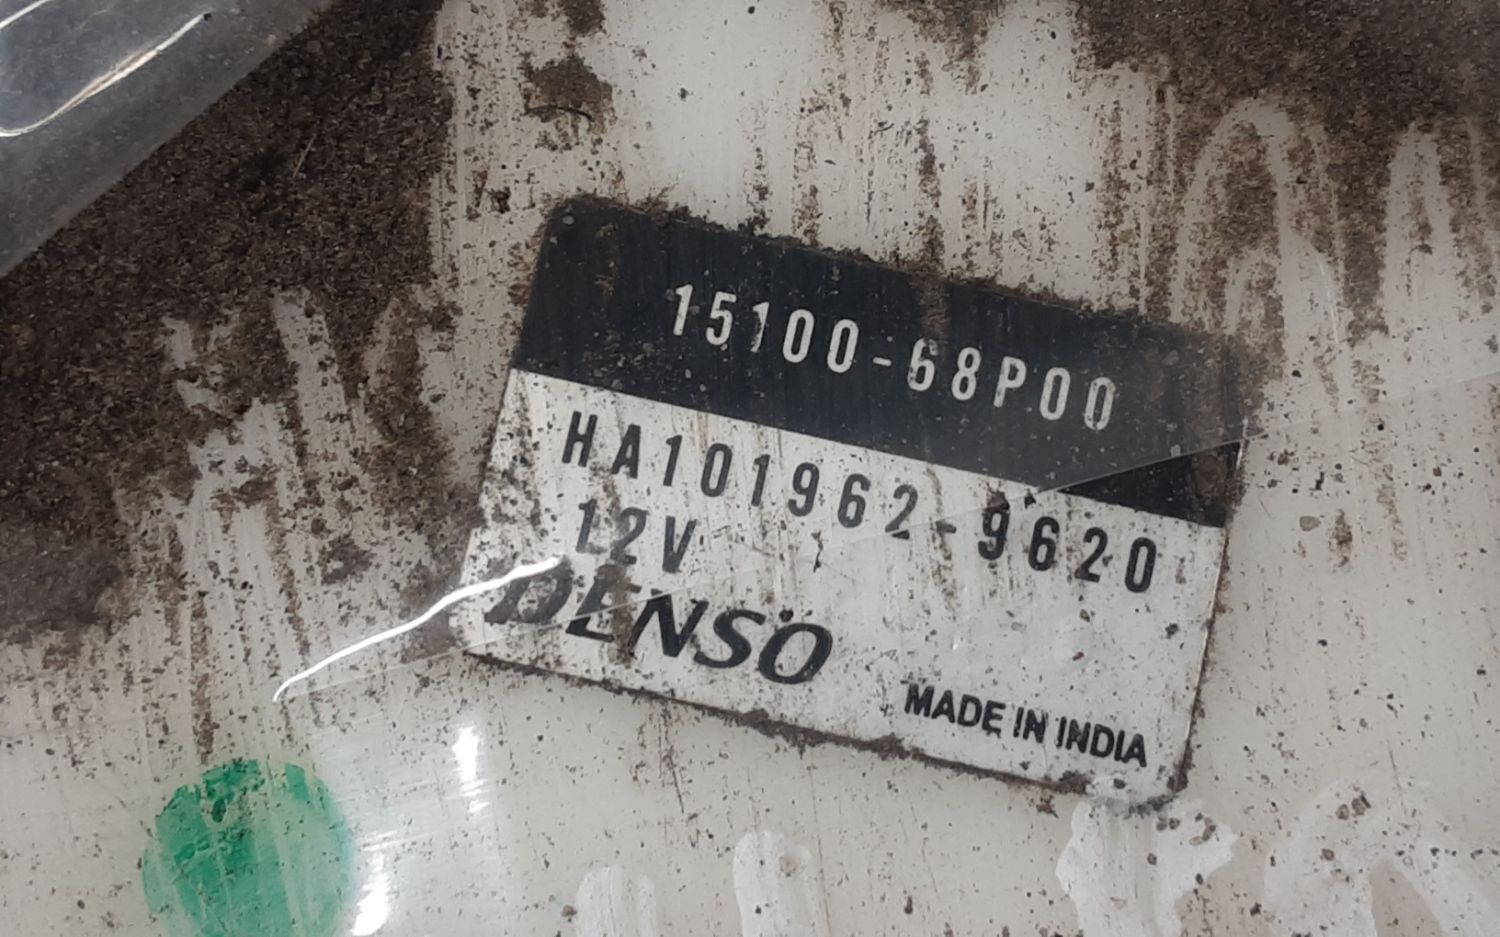 15100-68P00
HA101962-9620
12V
DENSO
MADE IN INDIA